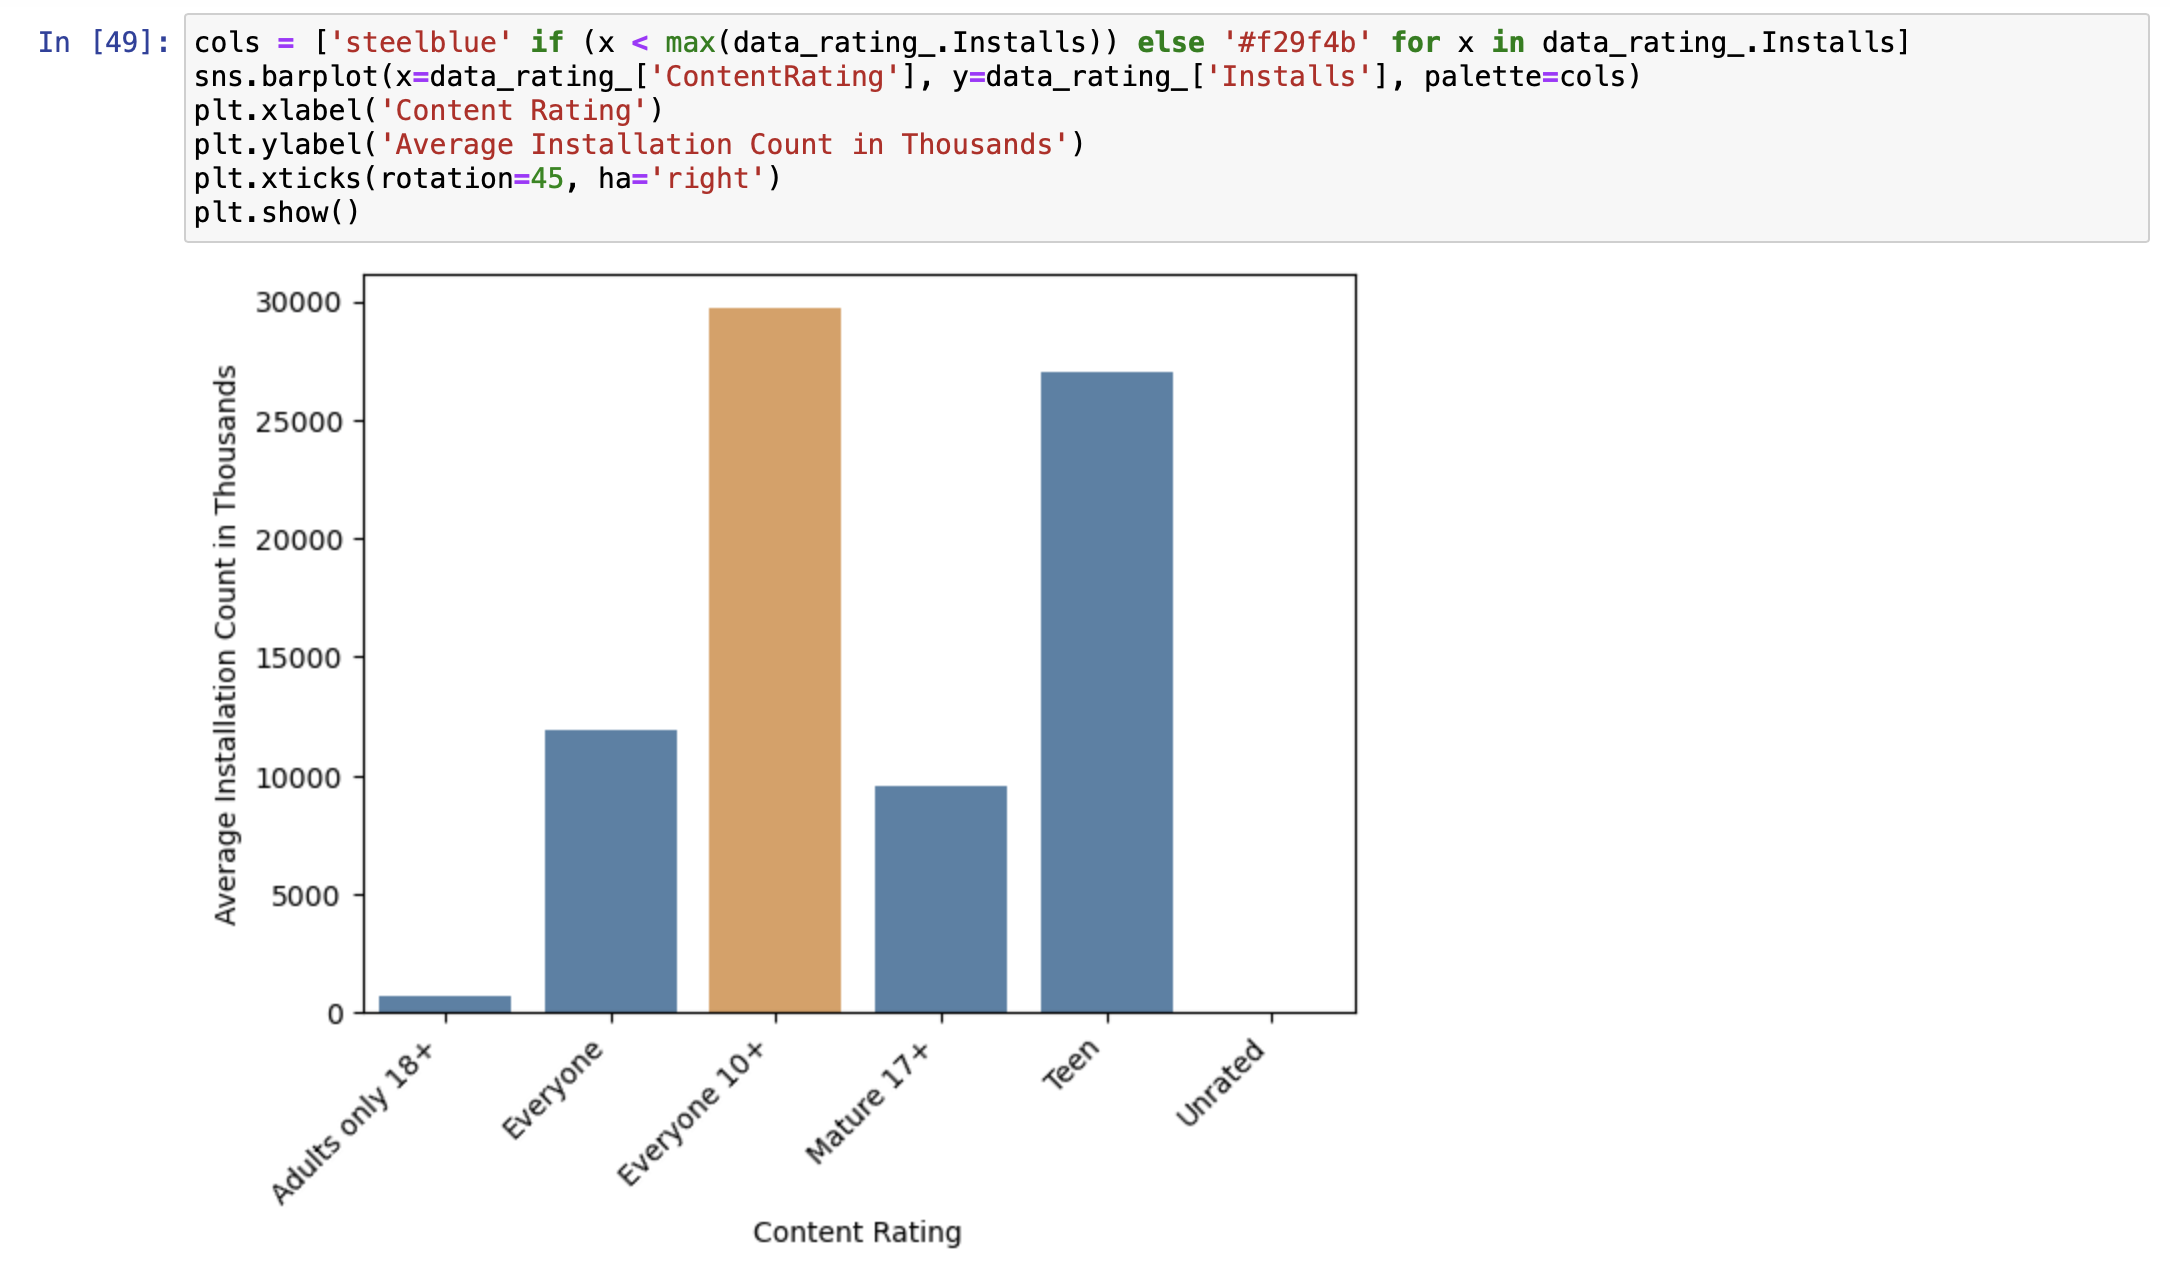 In [49]: cols = ['steelblue' if (x < max(data_rating_.Installs)) else '#f29f4b' for x in data_rating_.Installs]
sns.barplot(x=data_rating_['ContentRating'], y=data_rating_['Installs'], palette=cols)
plt.xlabel('Content Rating')
plt.ylabel('Average Installation Count in Thousands')
plt.xticks(rotation=45, ha='right')
plt.show()
Average Installation Count in Thousands
30000
25000
20000
15000
10000
5000
0
Adults only 18+
Everyone
Everyone 10+
Mature 17+
Teen
Unrated
Content Rating